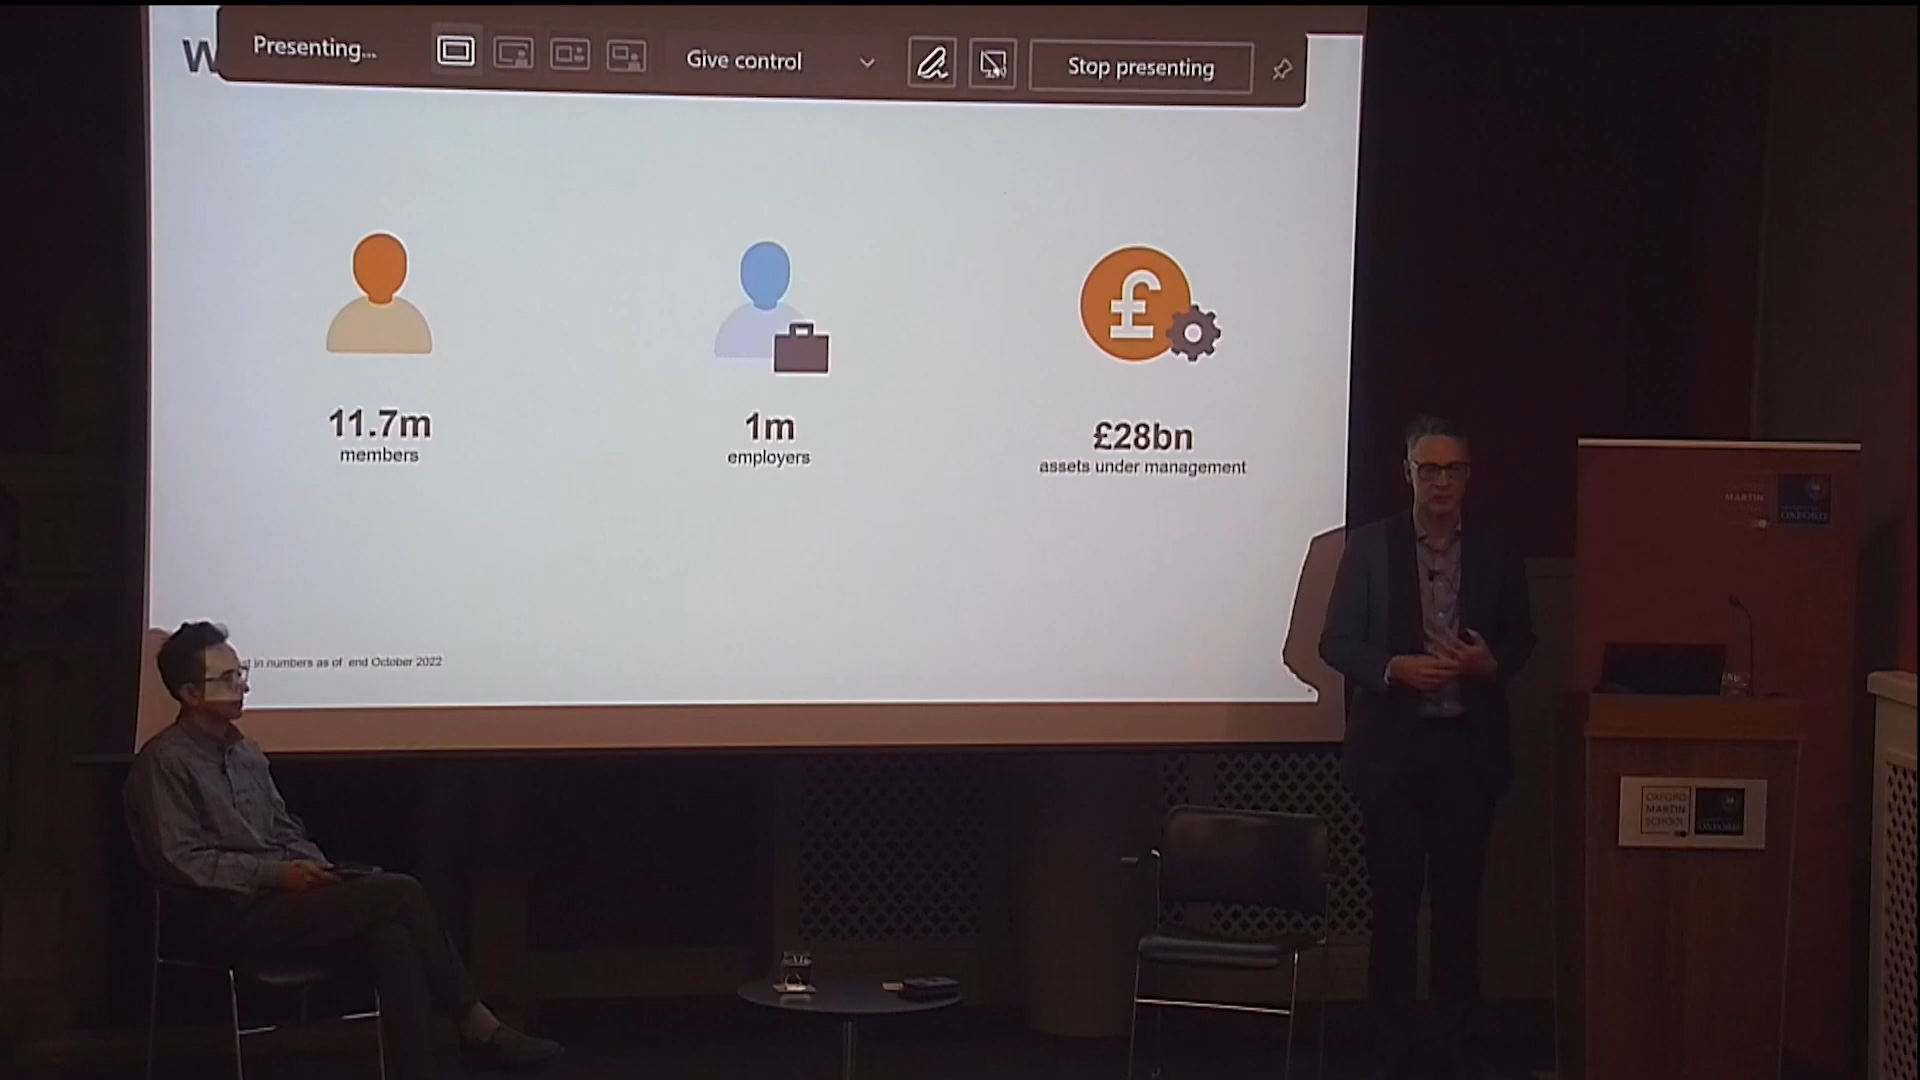 Presenting...
Give control
Stop presenting
W
11.7m
members
1m
employers
£28bn
assets under management
in numbers as of end October 2022
MARTIN
OXFORD
OXFORD
MARTIN
SCHOOL
OXFORD